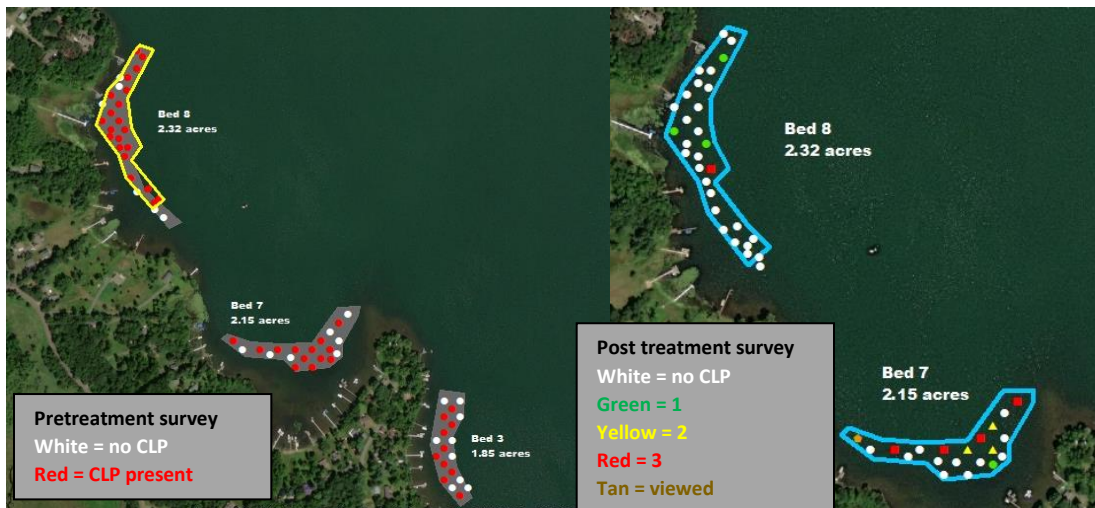 Bed 8
2.32 acres
Bed 7
2.15 acres
Bed 3
1.85 acres
Pretreatment survey
White = no CLP
Red = CLP present
Bed 8
2.32 acres
Bed 7
2.15 acres
Post treatment survey
White = no CLP
Green = 1
Yellow = 2
Red = 3
Tan = viewed